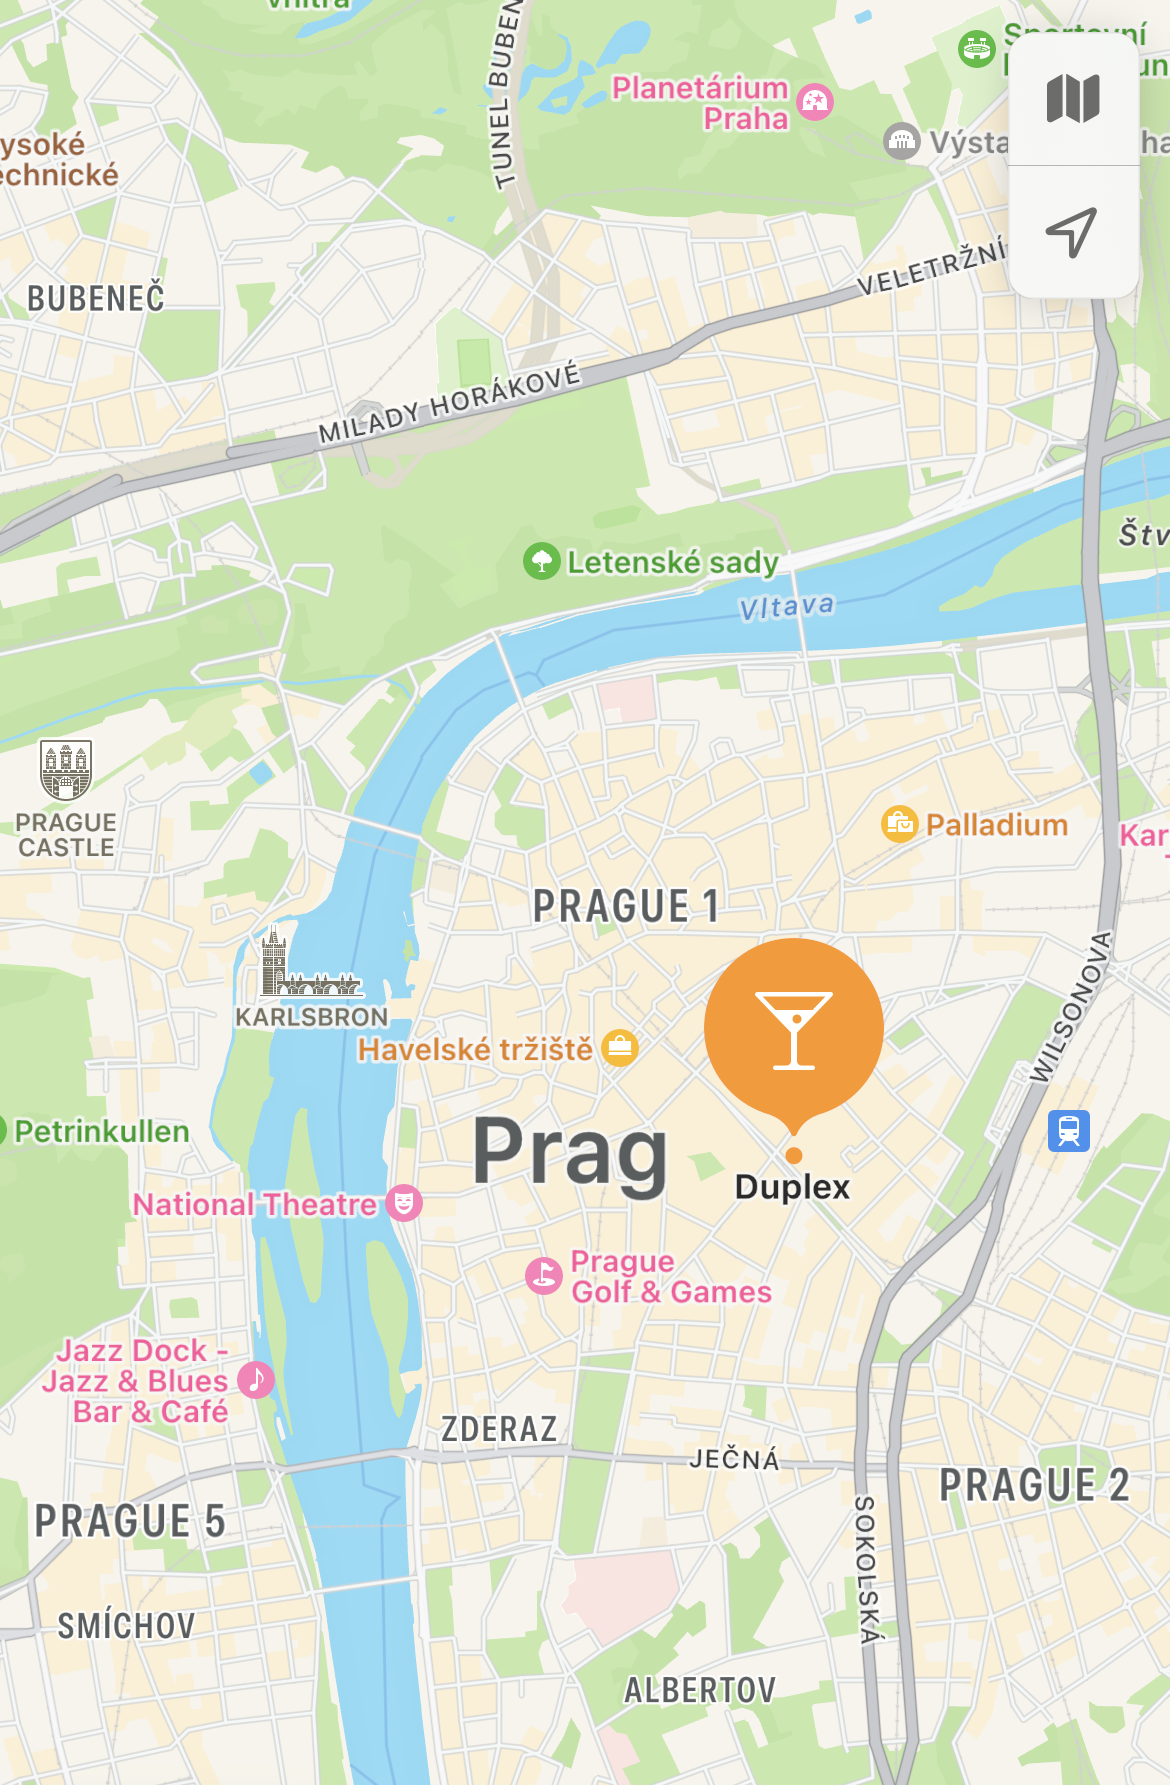 TUNEL BUBEN
Planetárium
Praha
Výsta
ysoké
echnické
BUBENEČ
VELETRŽNÍ
MILADY HORÁKOVÉ
Štv
Letenské sady
Vltava
PRAGUE
CASTLE
Palladium
Kar
PRAGUE 1
WILSONOVA
KARLSBRON
Havelské tržiště
Petrinkullen
Prag
Duplex
National Theatre
Prague
Golf & Games
Jazz Dock -
Jazz & Blues
Bar & Café
ZDERAZ
JEČNÁ
PRAGUE 2
PRAGUE 5
SOKOLSKÁ
SMÍCHOV
ALBERTOV